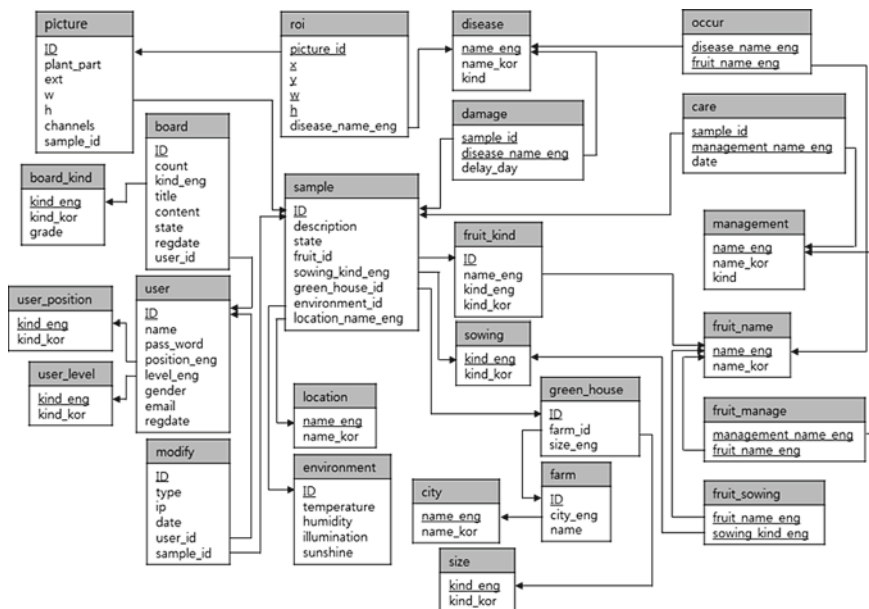 picture
ID
plant_part
ext
w
h
channels
sample_id
roi
picture_id
x
y
w
h
disease_name_eng
disease
name_eng
name_kor
kind
occur
disease_name_eng
fruit_name_eng
board
ID
count
kind_eng
title
content
state
regdate
user_id
damage
sample_id
disease_name_eng
delay_day
care
sample_id
management_name_eng
date
board_kind
kind_eng
kind_kor
grade
sample
ID
description
state
fruit_id
sowing_kind_eng
green_house_id
environment_id
location_name_eng
fruit_kind
ID
name_eng
kind_eng
kind_kor
management
name_eng
name_kor
kind
user_position
kind_eng
kind_kor
user
ID
name
pass_word
position_eng
level_eng
gender
email
regdate
sowing
kind_eng
kind_kor
fruit_name
name_eng
name_kor
user_level
kind_eng
kind_kor
location
name_eng
name_kor
green_house
ID
farm_id
size_eng
fruit_manage
management_name_eng
fruit_name_eng
modify
ID
type
ip
date
user_id
sample_id
environment
ID
temperature
humidity
illumination
sunshine
city
name_eng
name_kor
farm
ID
city_eng
name
fruit_sowing
fruit_name_eng
sowing_kind_eng
size
kind_eng
kind_kor